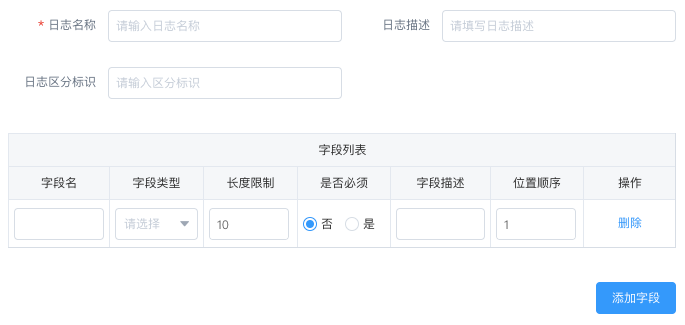 * 日志名称 请输入日志名称 日志描述 请填写日志描述
日志区分标识 请输入区分标识
字段列表
字段名 字段类型 长度限制 是否必须 字段描述 位置顺序 操作
请选择 10 否 是 1 删除
添加字段